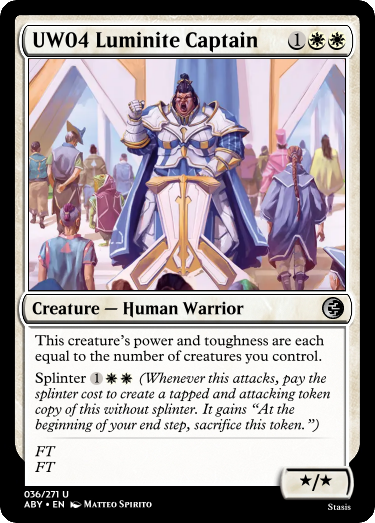 UW04 Luminite Captain 1
Creature — Human Warrior
This creature's power and toughness are each
equal to the number of creatures you control.
Splinter 1 (Whenever this attacks, pay the
splinter cost to create a tapped and attacking token
copy of this without splinter. It gains “At the
beginning of your end step, sacrifice this token.”)
FT
FT
★/★
036/271 U
ABY • EN Matteo Spirito
Stasis